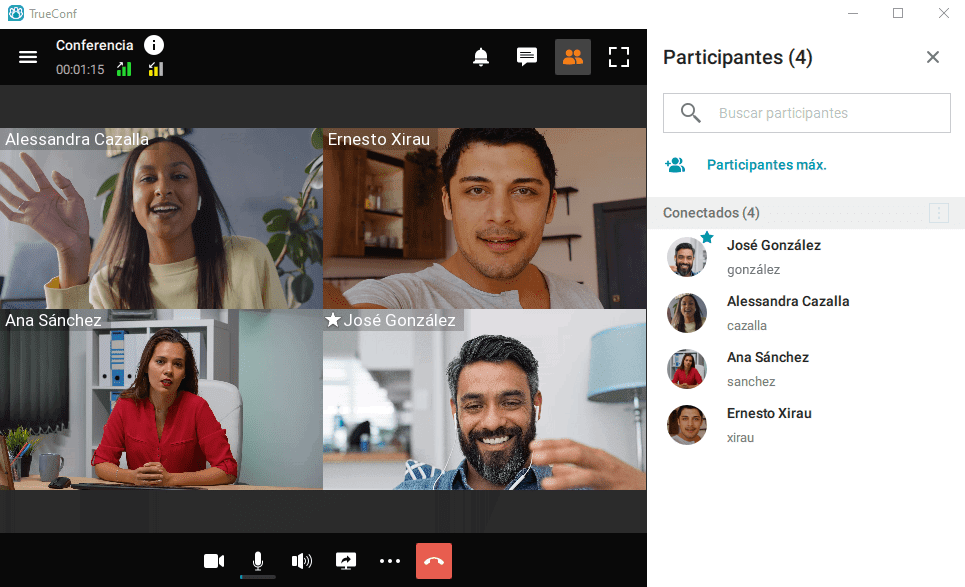 TrueConf
Conferencia
00:01:15
Alessandra Cazalla
Ernesto Xirau
Ana Sánchez
José González
Participantes (4)
Buscar participantes
Participantes máx.
Conectados (4)
José González
gonzález
Alessandra Cazalla
cazalla
Ana Sánchez
sanchez
Ernesto Xirau
xirau